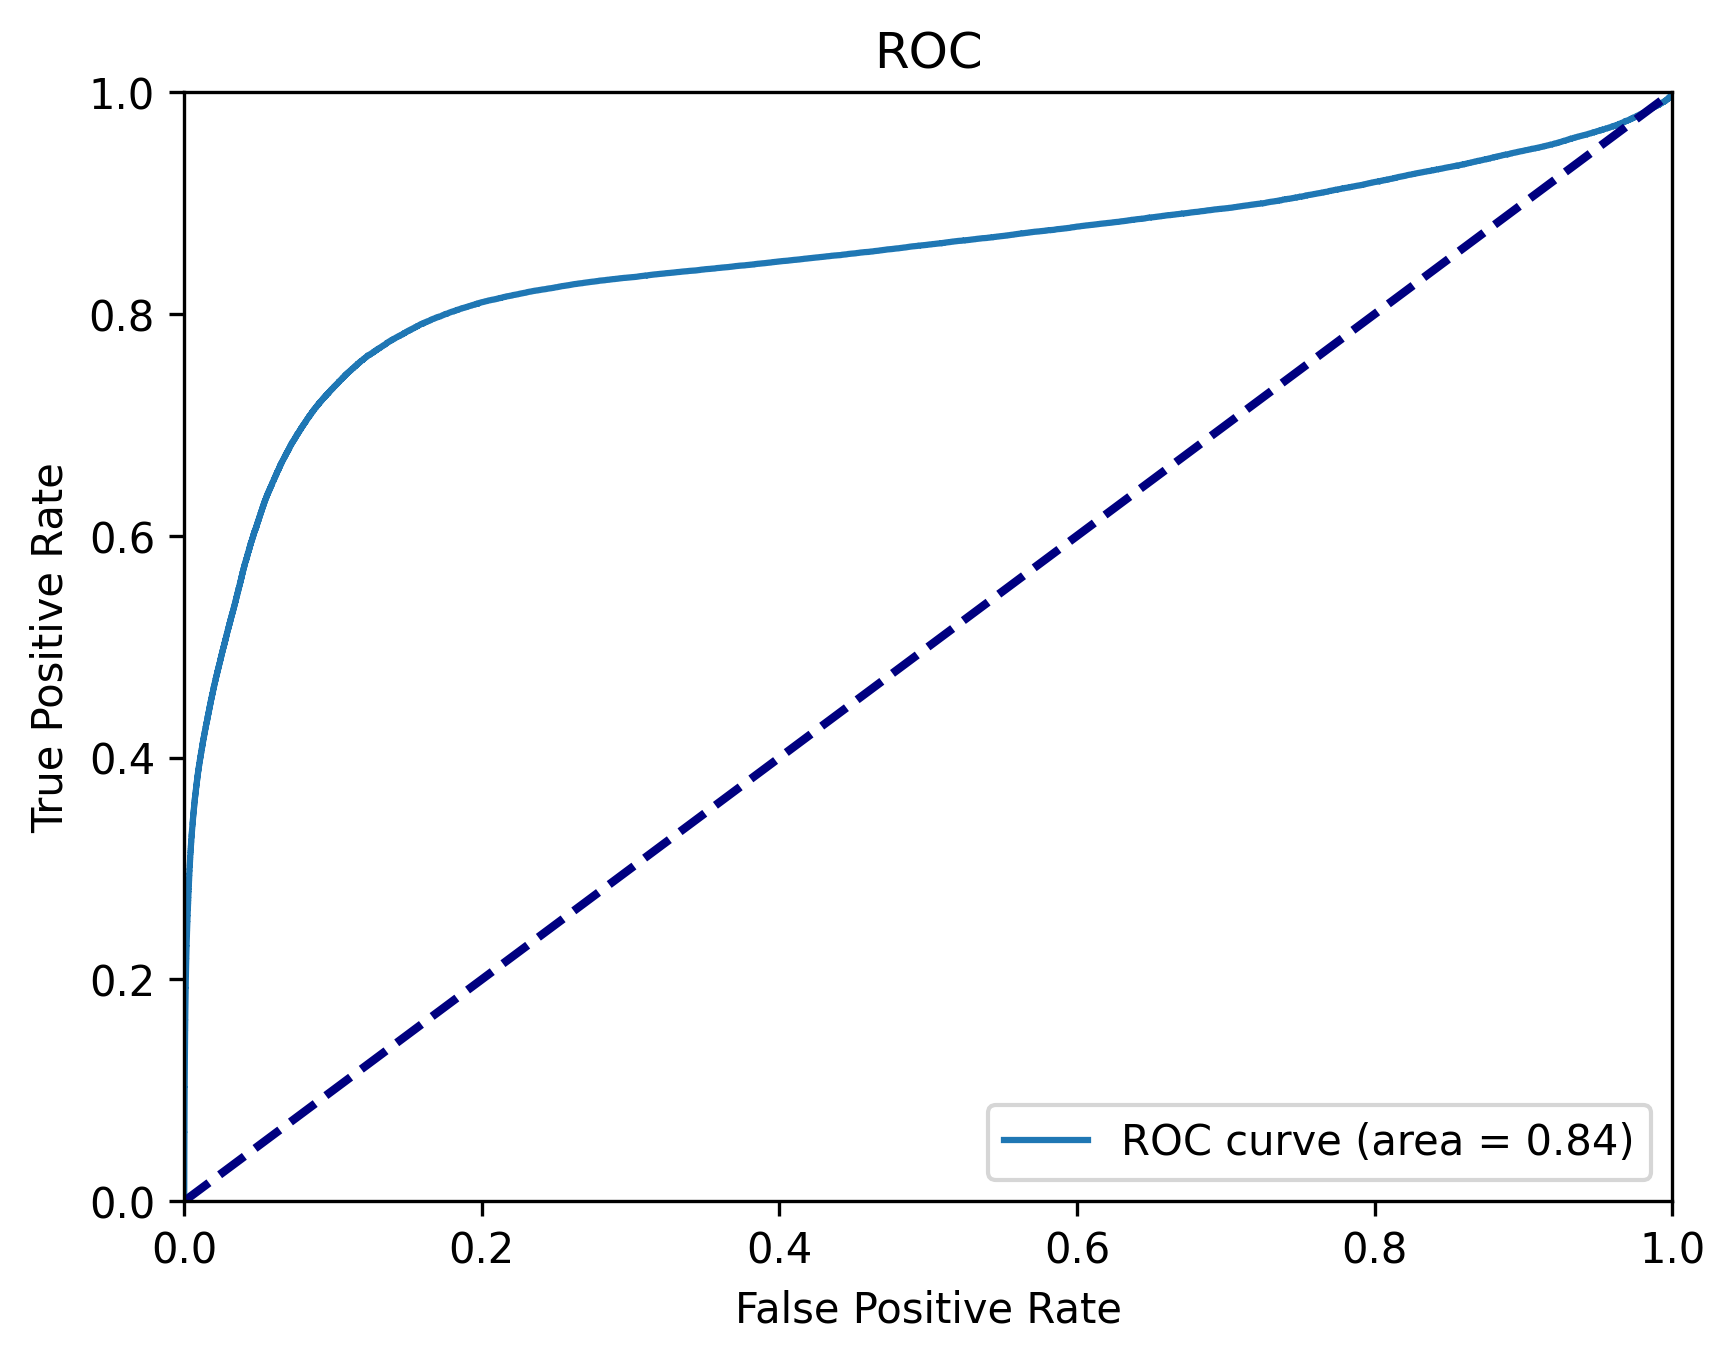 ROC
1.0
0.8
0.6
0.4
0.2
0.0
True Positive Rate
ROC curve (area = 0.84)
0.0 0.2 0.4 0.6 0.8 1.0
False Positive Rate